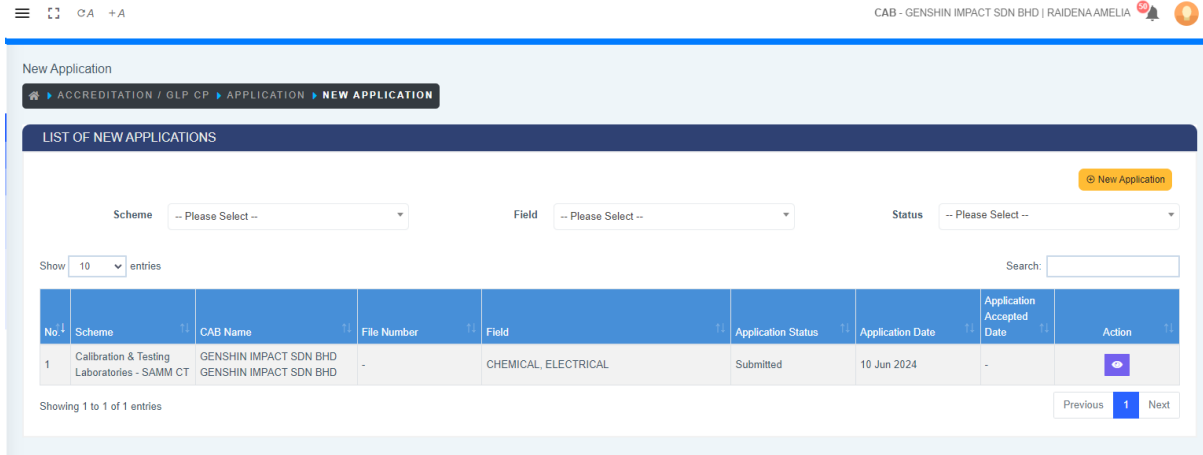 CA +A CAB - GENSHIN IMPACT SDN BHD | RAIDENA AMELIA 50
New Application
ACCREDITATION / GLP CP APPLICATION NEW APPLICATION
LIST OF NEW APPLICATIONS
New Application
Scheme -- Please Select -- Field -- Please Select -- Status -- Please Select --
Show 10 entries Search:
No. Scheme CAB Name File Number Field Application Status Application Date Application Accepted Date Action
1 Calibration & Testing Laboratories - SAMM CT GENSHIN IMPACT SDN BHD GENSHIN IMPACT SDN BHD - CHEMICAL, ELECTRICAL Submitted 10 Jun 2024 -
Showing 1 to 1 of 1 entries Previous 1 Next